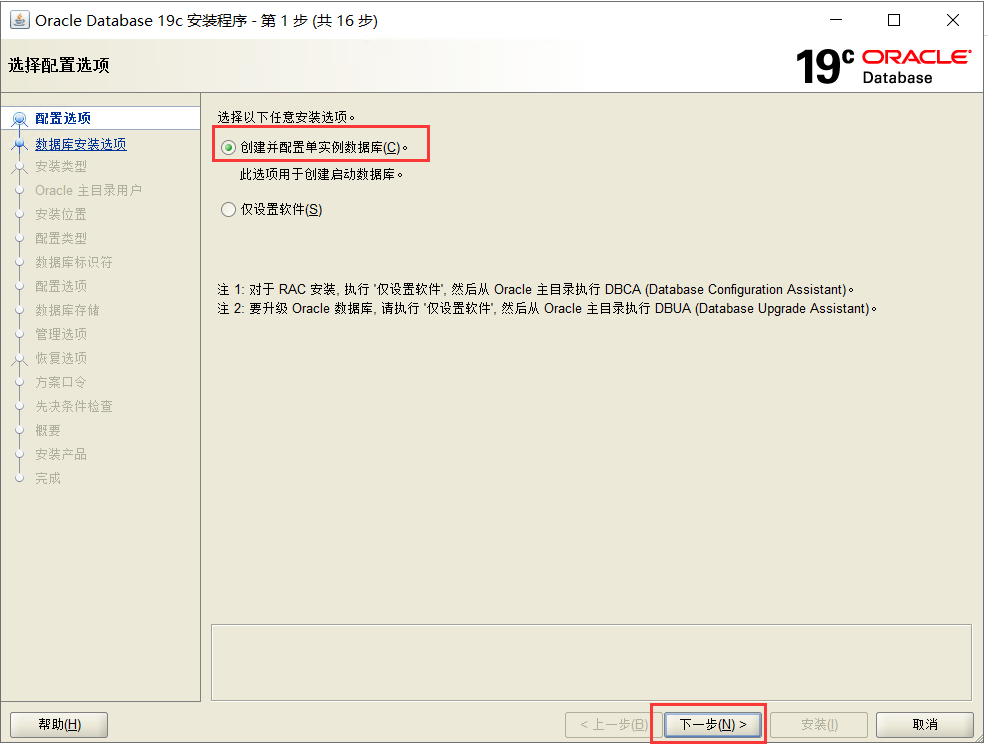 Oracle Database 19c 安装程序 - 第 1 步 (共 16 步)
选择配置选项
19c ORACLE
Database
配置选项
数据库安装选项
安装类型
Oracle 主目录用户
安装位置
配置类型
数据库标识符
配置选项
数据库存储
管理选项
恢复选项
方案口令
先决条件检查
概要
安装产品
完成
选择以下任意安装选项。
创建并配置单实例数据库(C)。
此选项用于创建启动数据库。
仅设置软件(S)
注 1: 对于 RAC 安装, 执行 '仅设置软件', 然后从 Oracle 主目录执行 DBCA (Database Configuration Assistant)。
注 2: 要升级 Oracle 数据库, 请执行 '仅设置软件', 然后从 Oracle 主目录执行 DBUA (Database Upgrade Assistant)。
帮助(H) < 上一步(B) 下一步(N) > 安装(I) 取消